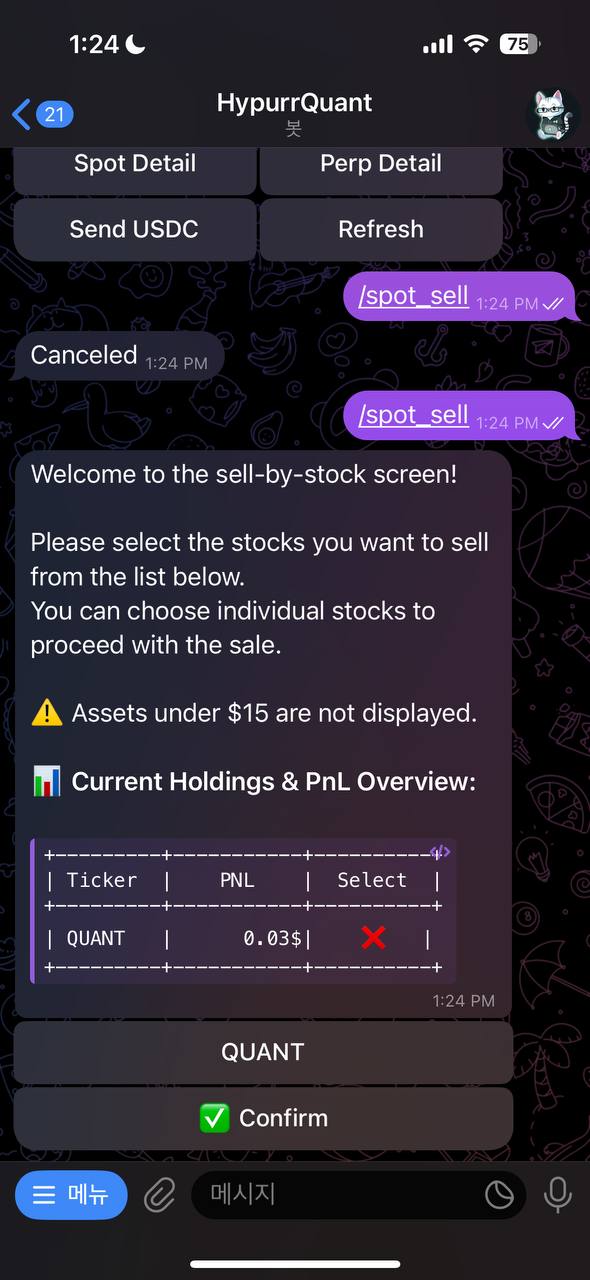 1:24
75
21
HypurrQuant
봇
Spot Detail
Perp Detail
Send USDC
Refresh
/spot_sell 1:24 PM
Canceled 1:24 PM
/spot_sell 1:24 PM
Welcome to the sell-by-stock screen!
Please select the stocks you want to sell
from the list below.
You can choose individual stocks to
proceed with the sale.
⚠️ Assets under $15 are not displayed.
📊 Current Holdings & PnL Overview:
</>
+---------+-----------+---------+
| Ticker | PNL | Select |
+---------+-----------+---------+
| QUANT | 0.03$| ❌ |
+---------+-----------+---------+
1:24 PM
QUANT
✅ Confirm
메뉴
메시지